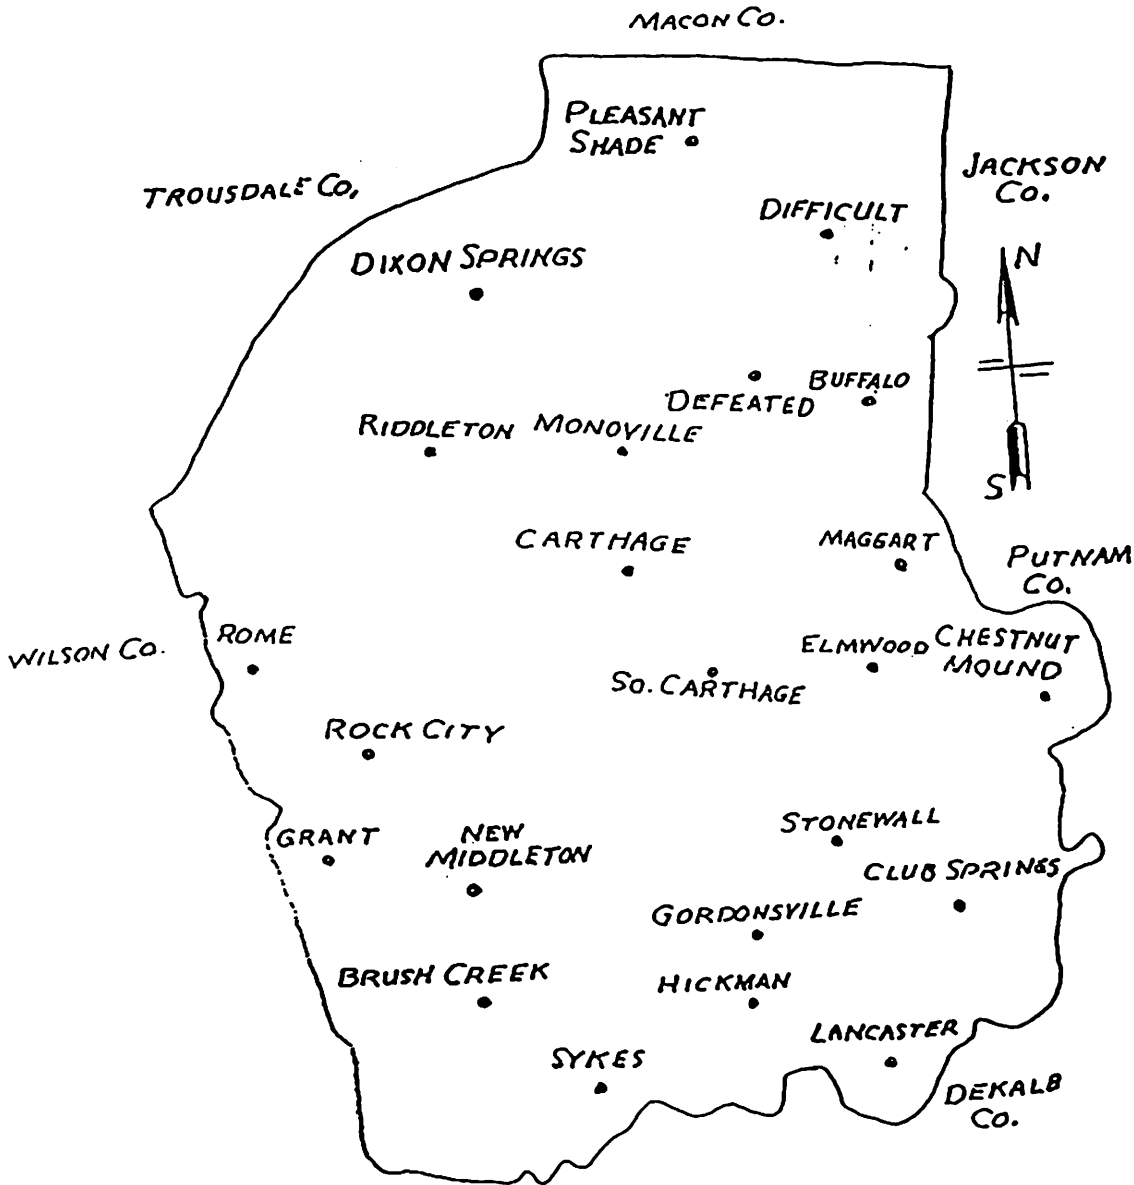 MACON CO.
PLEASANT
SHADE
JACKSON
CO.
TROUSDALE CO.
DIFFICULT
DIXON SPRINGS
N
BUFFALO
DEFEATED
RIDDLETON
MONOVILLE
S
CARTHAGE
MAGGART
PUTNAM
CO.
WILSON CO.
ROME
ELMWOOD
CHESTNUT
MOUND
SO. CARTHAGE
ROCK CITY
STONEWALL
GRANT
NEW
MIDDLETON
CLUB SPRINGS
GORDONSVILLE
BRUSH CREEK
HICKMAN
LANCASTER
SYKES
DEKALB
CO.